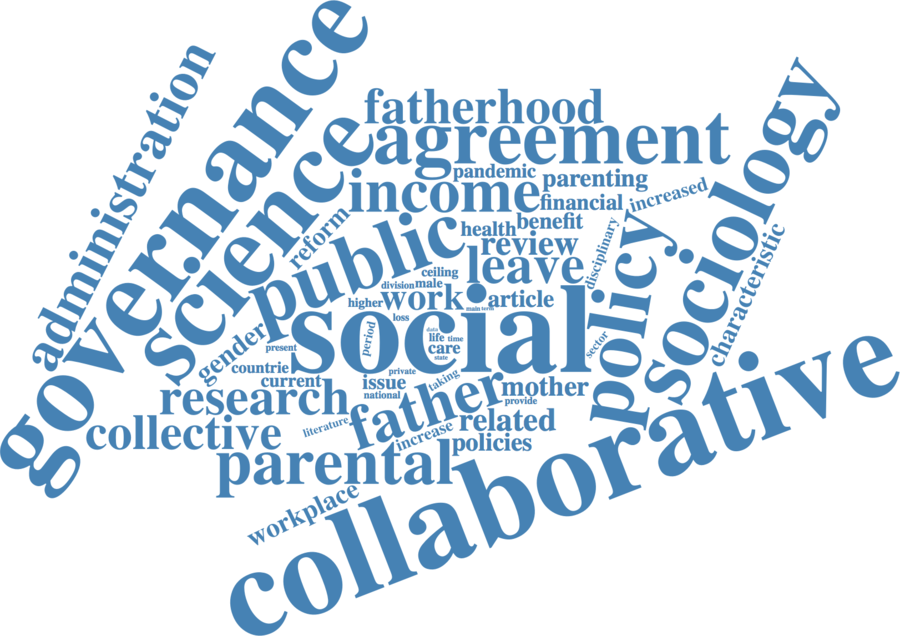 administration
governance
science
fatherhood
agreement
pandemic
parenting
income
financial
increased
reform
public
health
benefit
review
disciplinary
policy
sociology
characteristic
ceiling
leave
division
male
higher
work
article
main
term
loss
social
period
life
time
care
state
sector
gender
present
countrie
current
private
issue
national
taking
father
mother
provide
research
literature
increase
related
collective
policies
parental
workplace
collaborative